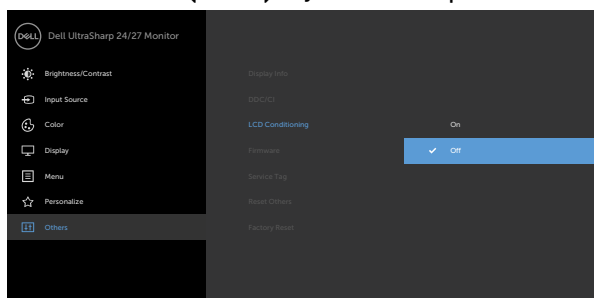 DELL Dell UltraSharp 24/27 Monitor
Brightness/Contrast
Input Source
Color
Display
Menu
Personalize
Others
Display Info
DDC/CI
LCD Conditioning
Firmware
Service Tag
Reset Others
Factory Reset
On
Off